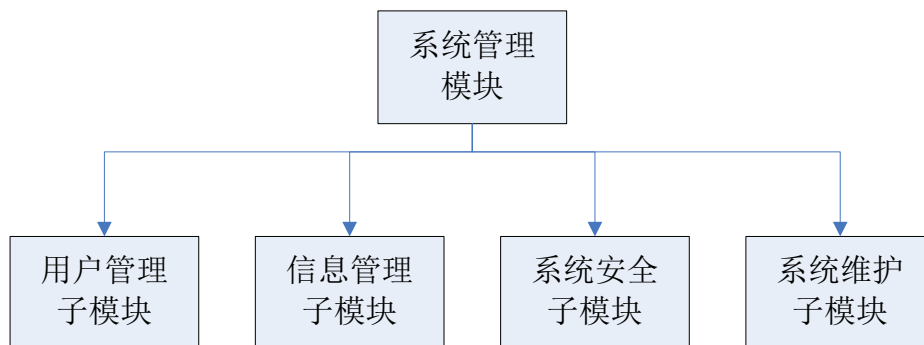 系统管理
模块
用户管理
子模块
信息管理
子模块
系统安全
子模块
系统维护
子模块